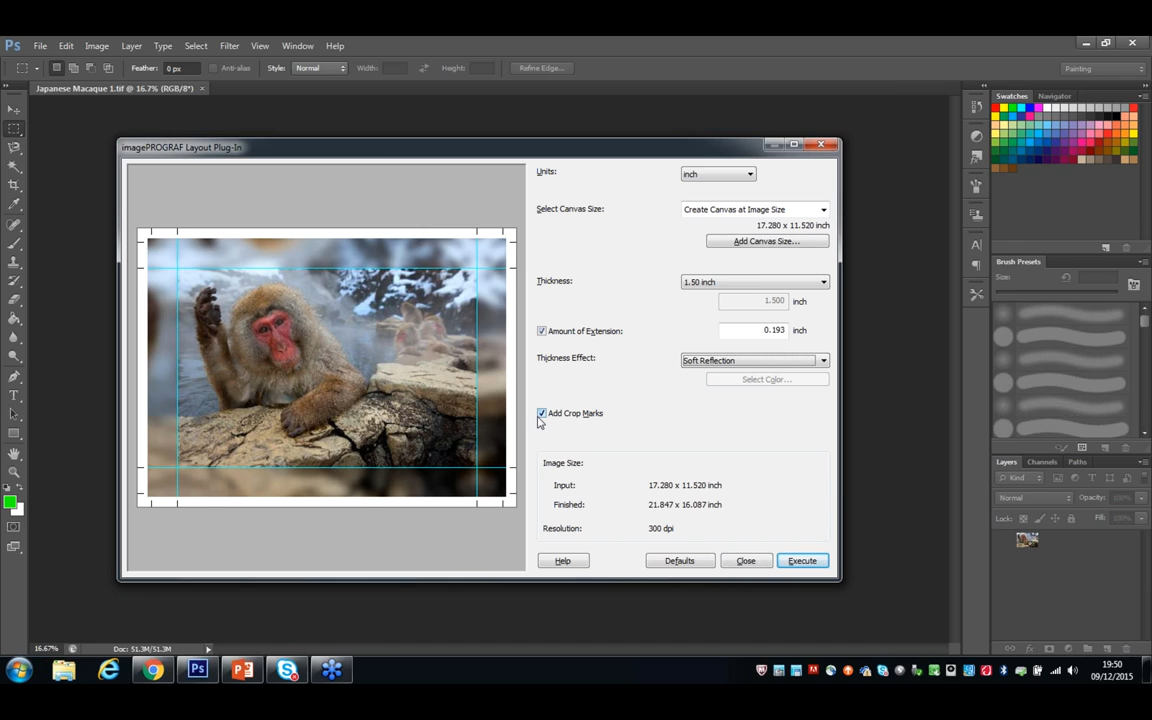 Ps File Edit Image Layer Type Select Filter View Window Help
Feather: 0 px Anti-alias Style: Normal Width: Height: Refine Edge... Painting
Japanese Macaque 1.tif @ 16.7% (RGB/8*) ×
Swatches Navigator
imagePROGRAF Layout Plug-In
Units: inch
Select Canvas Size: Create Canvas at Image Size
17.280 x 11.520 inch
Add Canvas Size...
Thickness: 1.50 inch
1.500 inch
Amount of Extension: 0.193 inch
Thickness Effect: Soft Reflection
Select Color...
Add Crop Marks
Image Size:
Input: 17.280 x 11.520 inch
Finished: 21.847 x 16.087 inch
Resolution: 300 dpi
Help Defaults Close Execute
Brush Presets
Size:
Layers Channels Paths
Kind
Normal Opacity: 100%
Lock: Fill: 100%
16.67% Doc: 51.3M/51.3M
19:50
09/12/2015